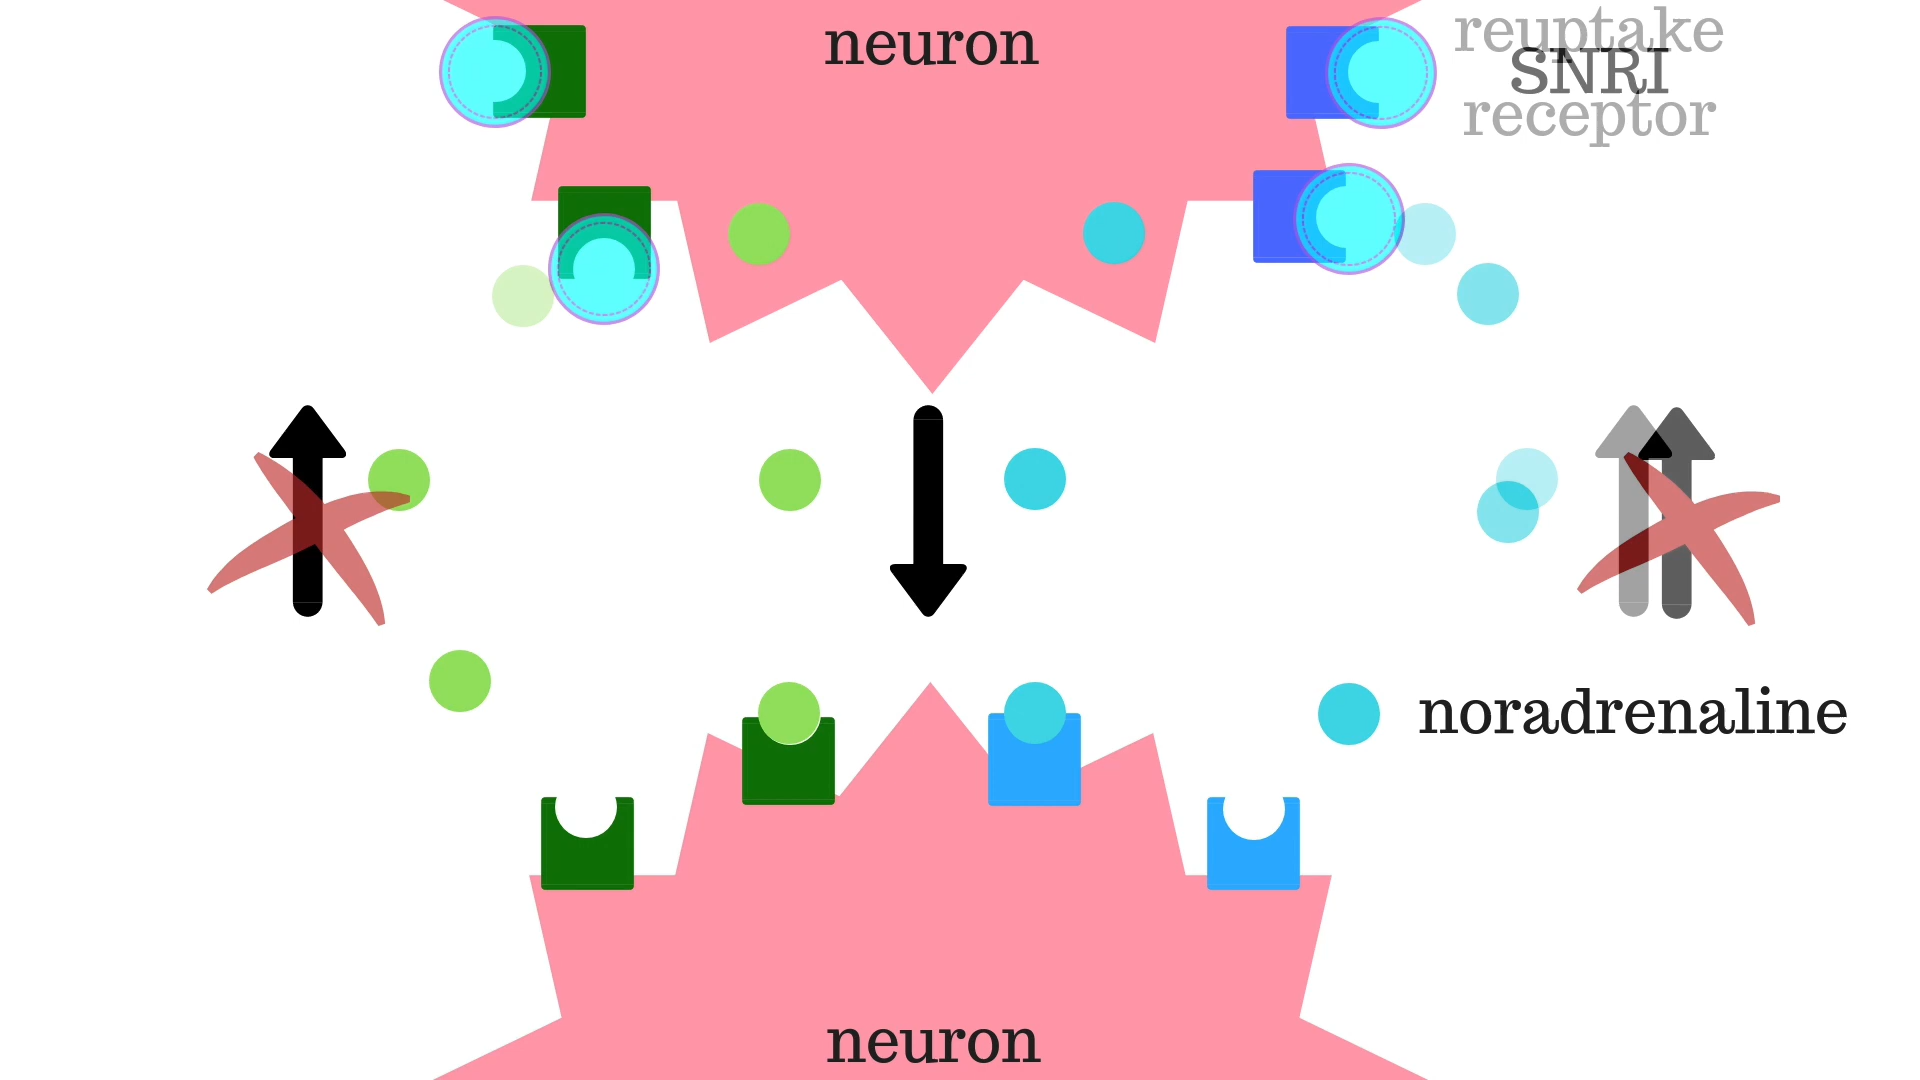 neuron
reuptake
SNRI
receptor
noradrenaline
neuron